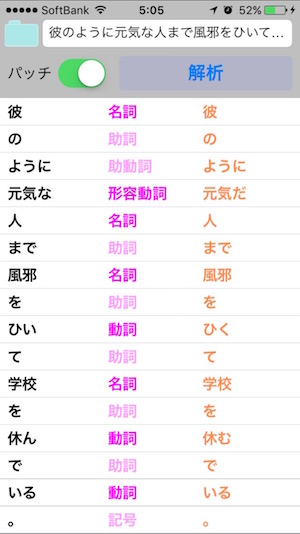 SoftBank 5:05 52%
彼のように元気な人まで風邪をひいて…
パッチ 解析
彼 名詞 彼
の 助詞 の
ように 助動詞 ように
元気な 形容動詞 元気だ
人 名詞 人
まで 助詞 まで
風邪 名詞 風邪
を 助詞 を
ひい 動詞 ひく
て 助詞 て
学校 名詞 学校
を 助詞 を
休ん 動詞 休む
で 助詞 で
いる 動詞 いる
。 記号 。